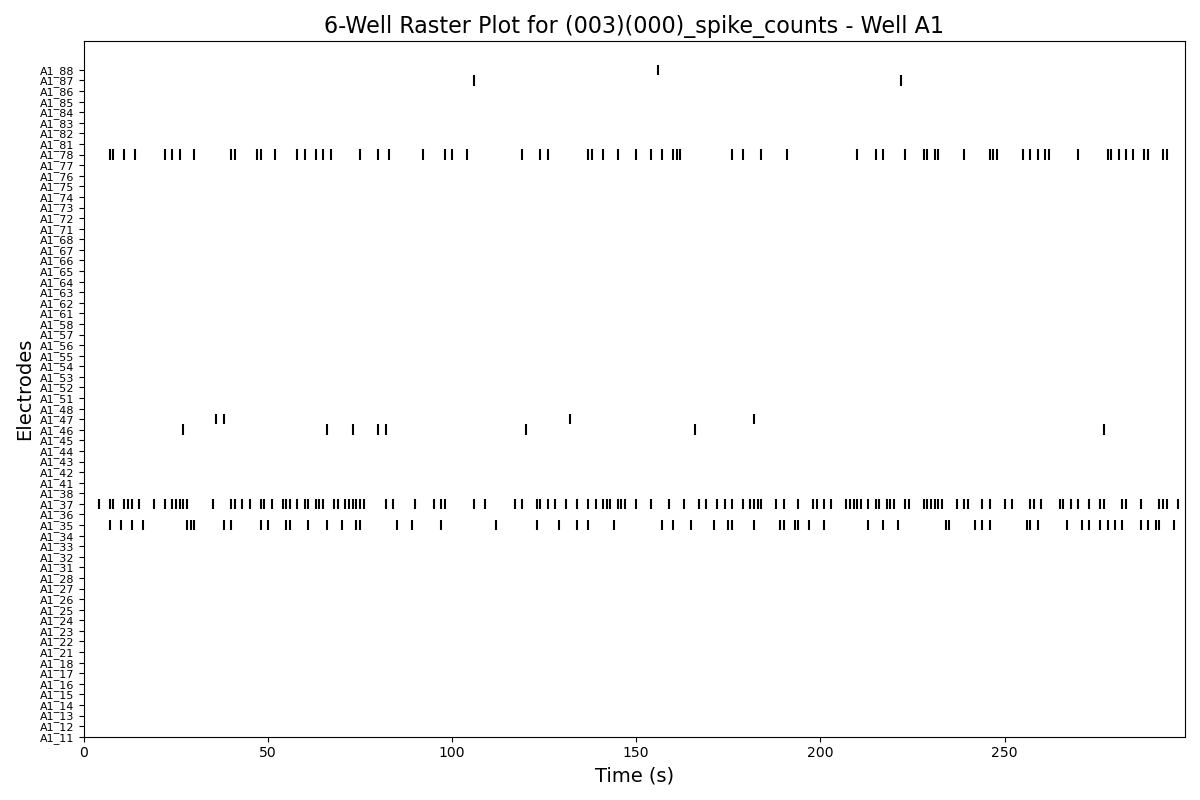 6-Well Raster Plot for (003)(000)_spike_counts - Well A1
A1_88
A1_87
A1_86
A1_85
A1_84
A1_83
A1_82
A1_81
A1_78
A1_77
A1_76
A1_75
A1_74
A1_73
A1_72
A1_71
A1_68
A1_67
A1_66
A1_65
A1_64
A1_63
A1_62
A1_61
A1_58
A1_57
A1_56
A1_55
A1_54
A1_53
A1_52
A1_51
A1_48
A1_47
A1_46
A1_45
A1_44
A1_43
A1_42
A1_41
A1_38
A1_37
A1_36
A1_35
A1_34
A1_33
A1_32
A1_31
A1_28
A1_27
A1_26
A1_25
A1_24
A1_23
A1_22
A1_21
A1_18
A1_17
A1_16
A1_15
A1_14
A1_13
A1_12
A1_11
Electrodes
0 50 100 150 200 250
Time (s)